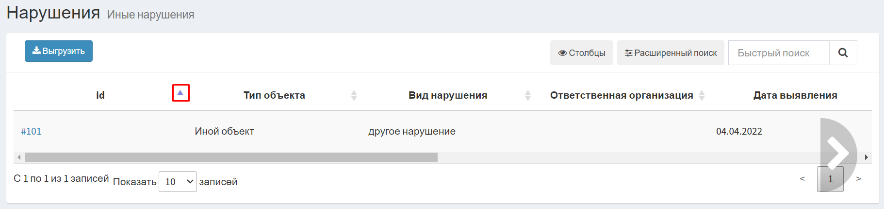 Нарушения Иные нарушения
Выгрузить Столбцы Расширенный поиск Быстрый поиск
id Тип объекта Вид нарушения Ответственная организация Дата выявления
#101 Иной объект другое нарушение 04.04.2022
С 1 по 1 из 1 записей Показать 10 записей < 1 >